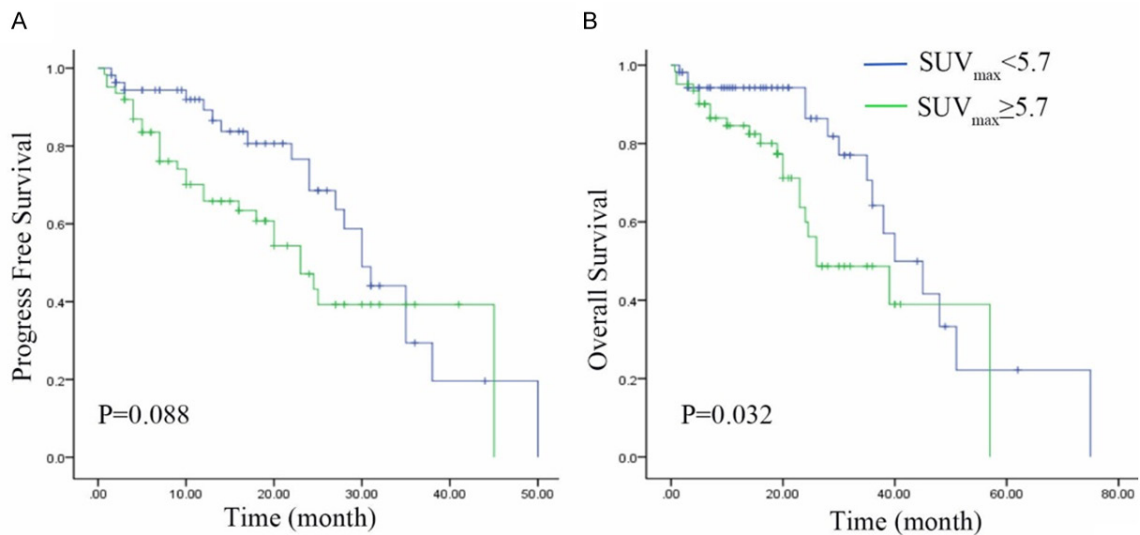 A
Progress Free Survival
1.0
0.8
0.6
0.4
0.2
0.0
P=0.088
.00 10.00 20.00 30.00 40.00 50.00
Time (month)
B
Overall Survival
1.0
0.8
0.6
0.4
0.2
0.0
SUVmax<5.7
SUVmax≥5.7
P=0.032
.00 20.00 40.00 60.00 80.00
Time (month)